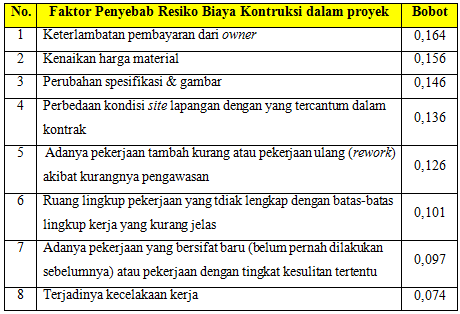 No. Faktor Penyebab Resiko Biaya Kontruksi dalam proyek Bobot
1 Keterlambatan pembayaran dari owner 0,164
2 Kenaikan harga material 0,156
3 Perubahan spesifikasi & gambar 0,146
4 Perbedaan kondisi site lapangan dengan yang tercantum dalam
kontrak 0,136
5 Adanya pekerjaan tambah kurang atau pekerjaan ulang (rework)
akibat kurangnya pengawasan 0,126
6 Ruang lingkup pekerjaan yang tdiak lengkap dengan batas-batas
lingkup kerja yang kurang jelas 0,101
7 Adanya pekerjaan yang bersifat baru (belum pernah dilakukan
sebelumnya) atau pekerjaan dengan tingkat kesulitan tertentu 0,097
8 Terjadinya kecelakaan kerja 0,074